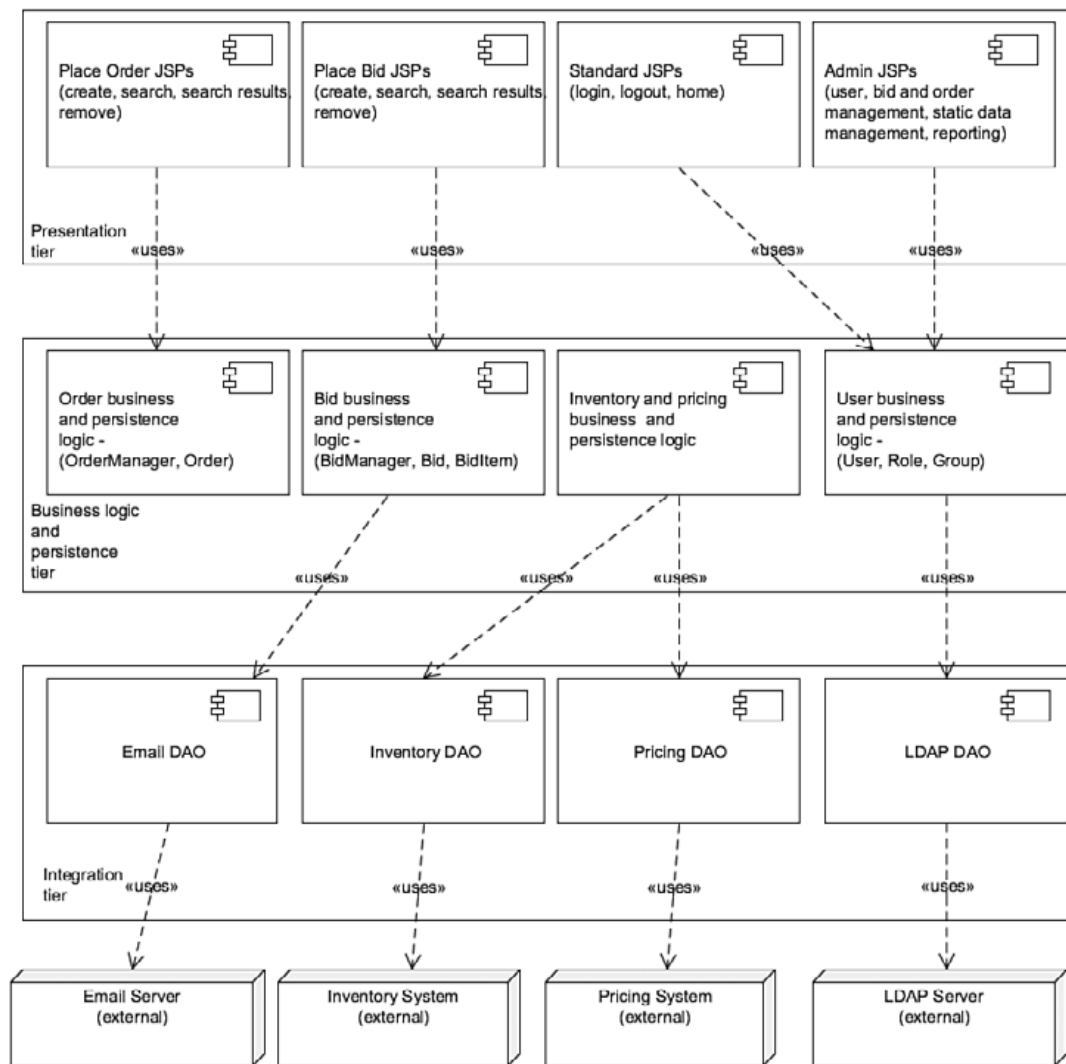 Place Order JSPs
(create, search, search results,
remove)
Place Bid JSPs
(create, search, search results,
remove)
Standard JSPs
(login, logout, home)
Admin JSPs
(user, bid and order
management, static data
management, reporting)
Presentation
tier
«uses»
«uses»
«uses»
«uses»
Order business
and persistence
logic -
(OrderManager, Order)
Bid business
and persistence
logic -
(BidManager, Bid, BidItem)
Inventory and pricing
business and
persistence logic
User business
and persistence
logic -
(User, Role, Group)
Business logic
and
persistence
tier
«uses»
«uses»
«uses»
«uses»
Email DAO
Inventory DAO
Pricing DAO
LDAP DAO
Integration
tier
«uses»
«uses»
«uses»
«uses»
Email Server
(external)
Inventory System
(external)
Pricing System
(external)
LDAP Server
(external)